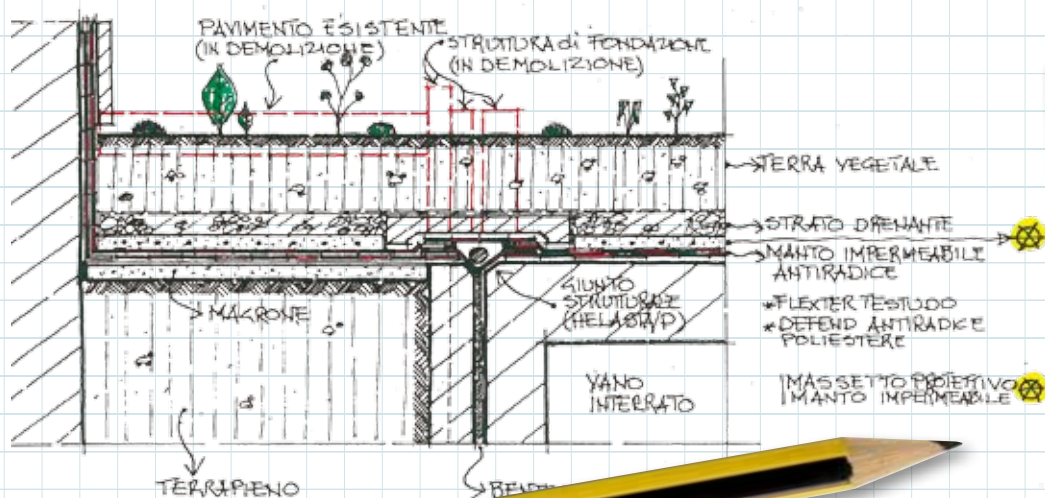 PAVIMENTO ESISTENTE
(IN DEMOLIZIONE)
STRUTTURA di FONDAZIONE
(IN DEMOLIZIONE)
TERRA VEGETALE
STRATO DRENANTE
MANTO IMPERMEABILE
ANTIRADICE
*FLEXTER TESTUDO
*DEFEND ANTIRADICE
POLIESTERE
GIUNTO
STRUTTURALE
(HELASTA/P)
MAGRONE
VANO
INTERRATO
MASSETTO PROTETTIVO
MANTO IMPERMEABILE
TERRAPIENO